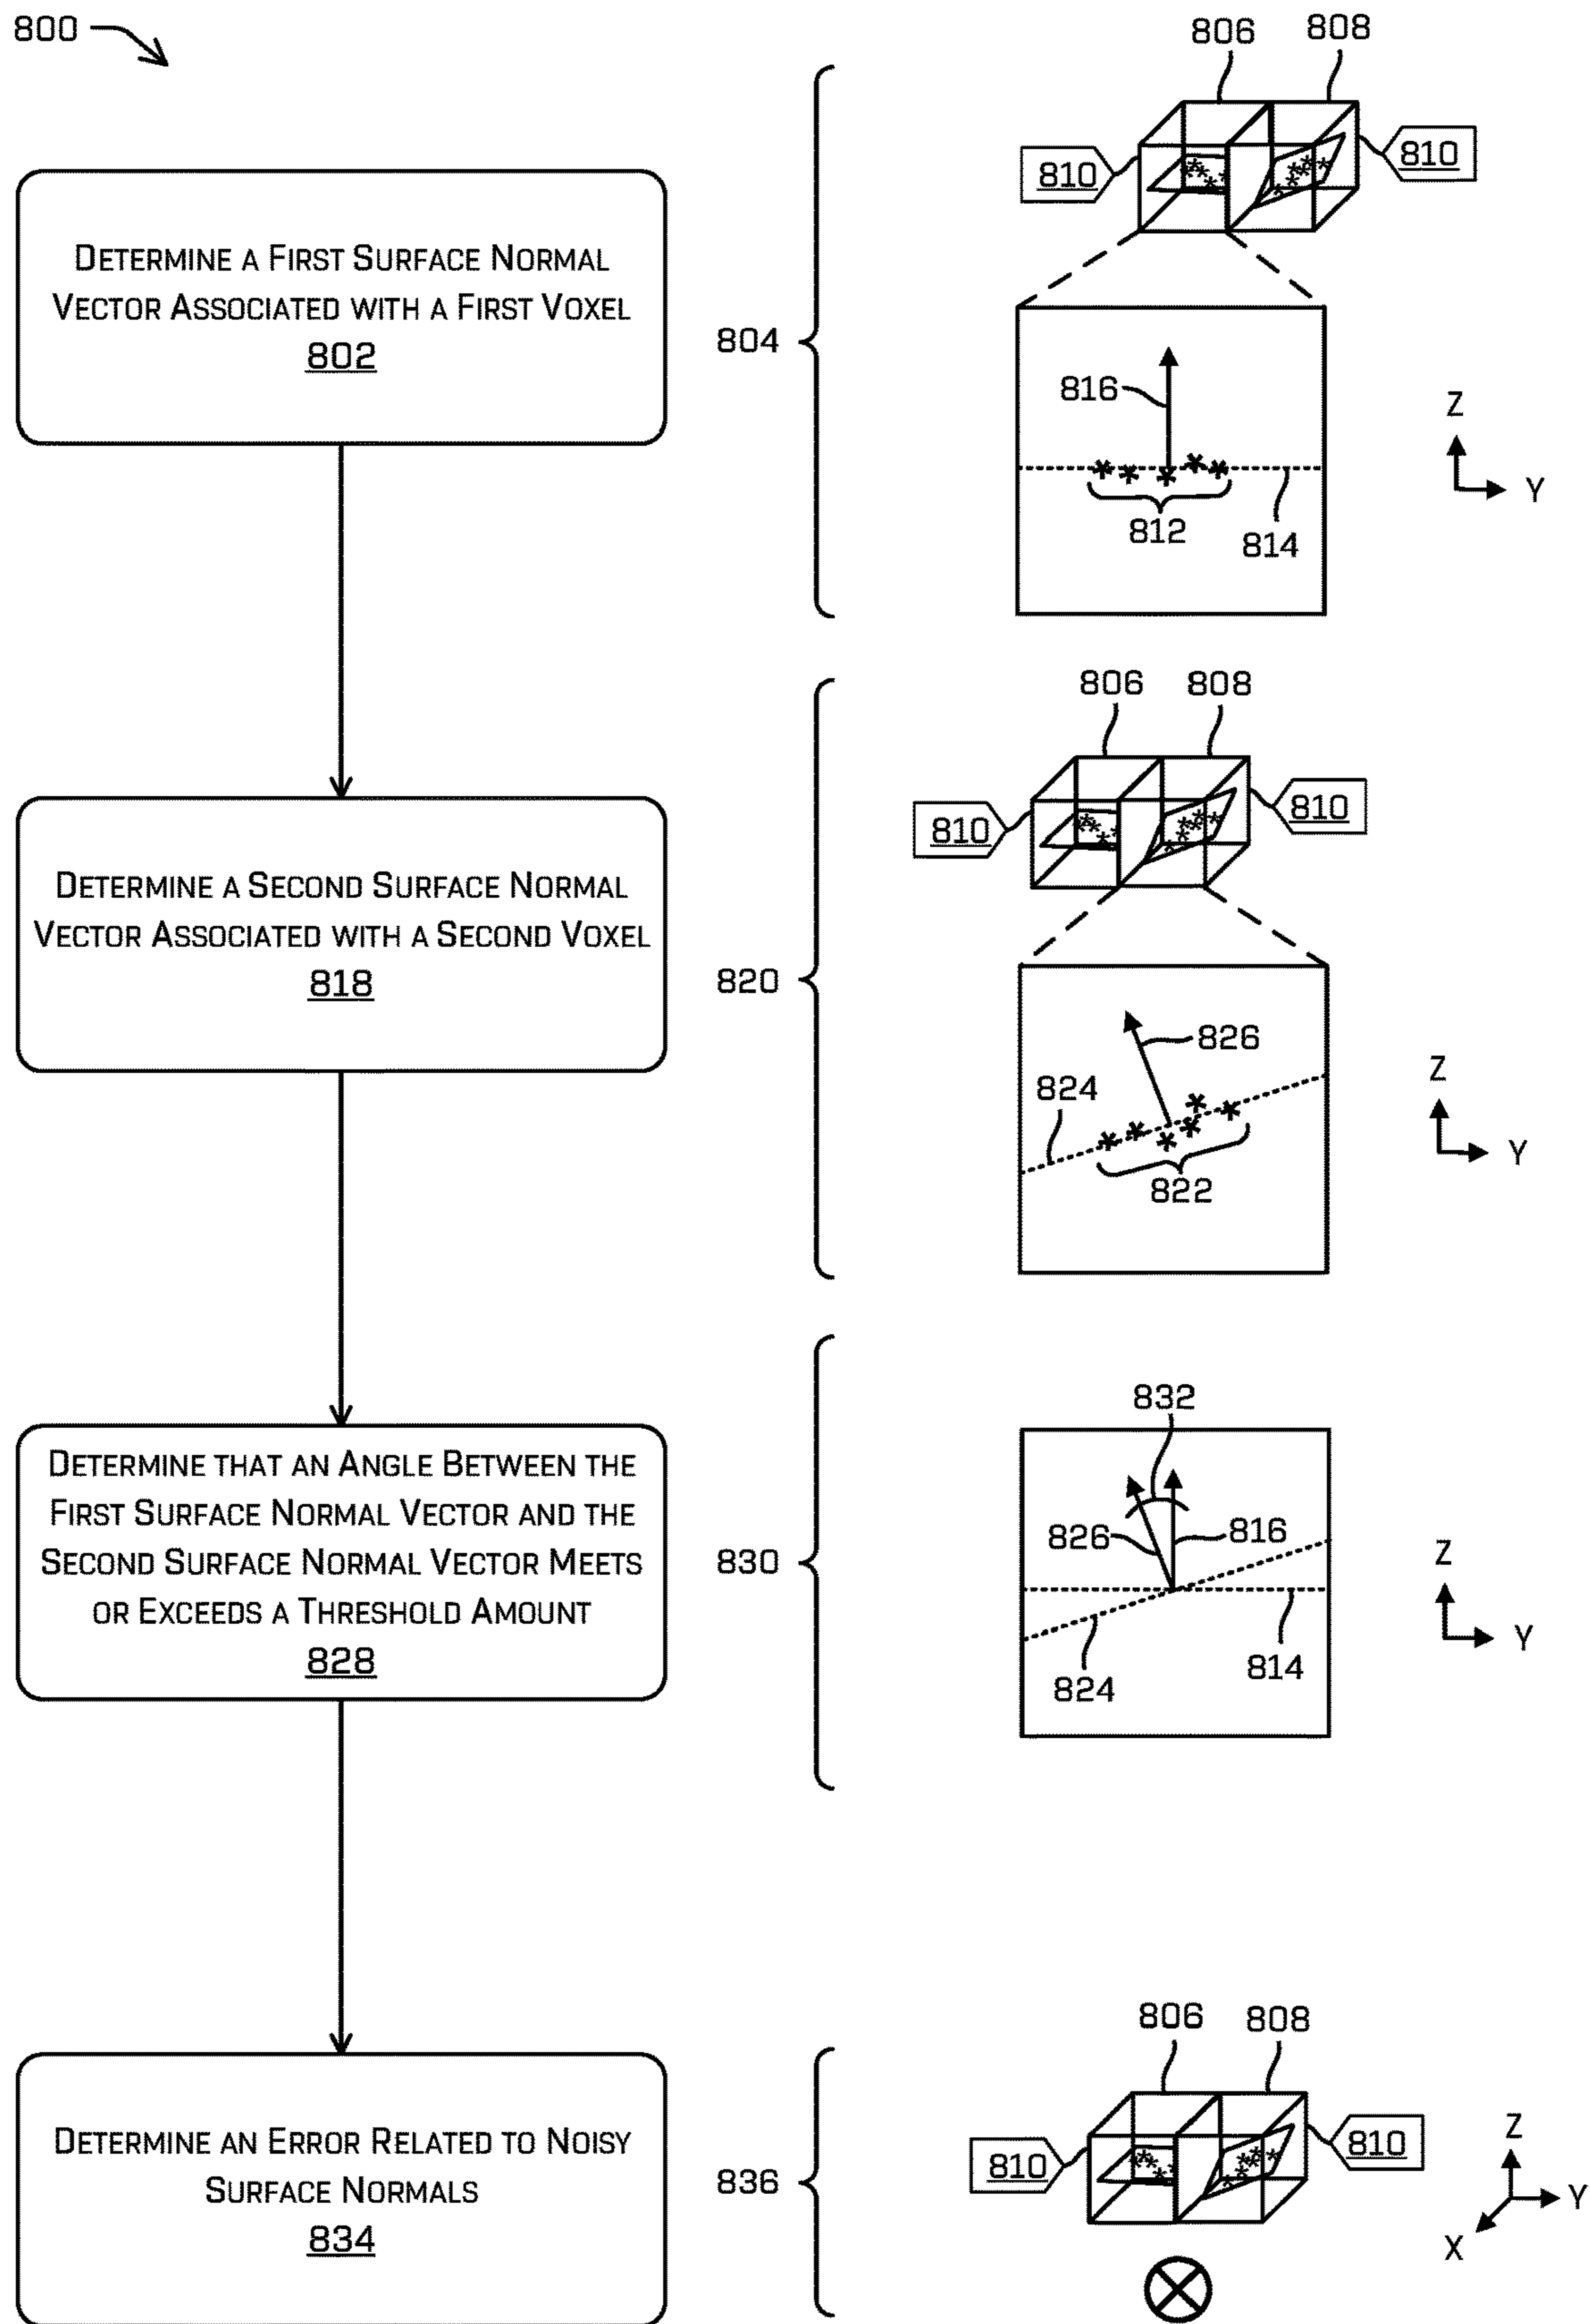 800
806 808
810 810
DETERMINE A FIRST SURFACE NORMAL
VECTOR ASSOCIATED WITH A FIRST VOXEL
802
804
816
812
814
Z
Y
806 808
810 810
DETERMINE A SECOND SURFACE NORMAL
VECTOR ASSOCIATED WITH A SECOND VOXEL
818
820
826
824
822
Z
Y
DETERMINE THAT AN ANGLE BETWEEN THE
FIRST SURFACE NORMAL VECTOR AND THE
SECOND SURFACE NORMAL VECTOR MEETS
OR EXCEEDS A THRESHOLD AMOUNT
828
830
832
826 816
824
814
Z
Y
DETERMINE AN ERROR RELATED TO NOISY
SURFACE NORMALS
834
836
806 808
810 810
Z
Y
X